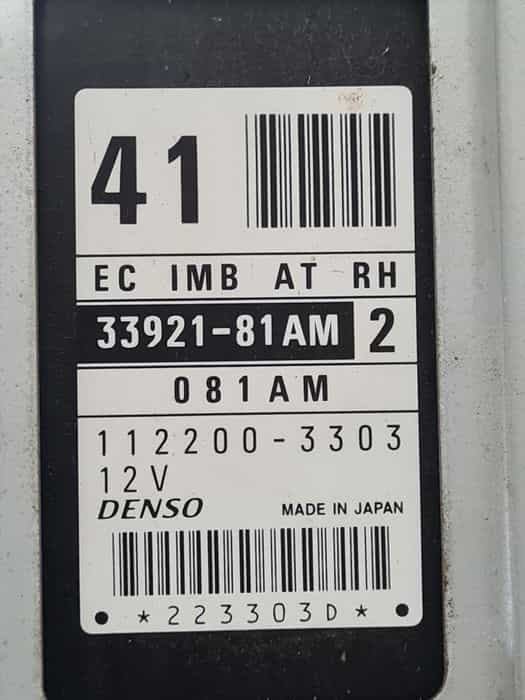 41
EC IMB AT RH
33921-81AM 2
081AM
112200-3303
12V
DENSO MADE IN JAPAN
*223303D*